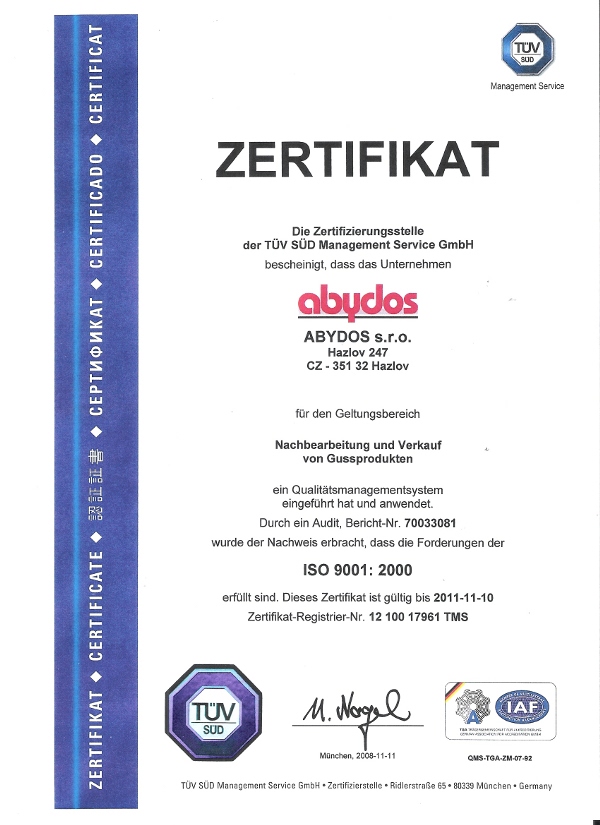 TÜV
SÜD
Management Service
ZERTIFIKAT
Die Zertifizierungsstelle
der TÜV SÜD Management Service GmbH
bescheinigt, dass das Unternehmen
abydos
ABYDOS s.r.o.
Hazlov 247
CZ - 351 32 Hazlov
für den Geltungsbereich
Nachbearbeitung und Verkauf
von Gussprodukten
ein Qualitätsmanagementsystem
eingeführt hat und anwendet.
Durch ein Audit, Bericht-Nr. 70033081
wurde der Nachweis erbracht, dass die Forderungen der
ISO 9001: 2000
erfüllt sind. Dieses Zertifikat ist gültig bis 2011-11-10
Zertifikat-Registrier-Nr. 12 100 17961 TMS
TÜV
SÜD
M. Nagel
München, 2008-11-11
IAF
QMS-TGA-ZM-07-92
TÜV SÜD Management Service GmbH • Zertifizierstelle • Ridlerstraße 65 • 80339 München • Germany
ZERTIFIKAT ◆ CERTIFICATE ◆ 認証証書 ◆ СЕРТИФИКАТ ◆ CERTIFICADO ◆ CERTIFICAT